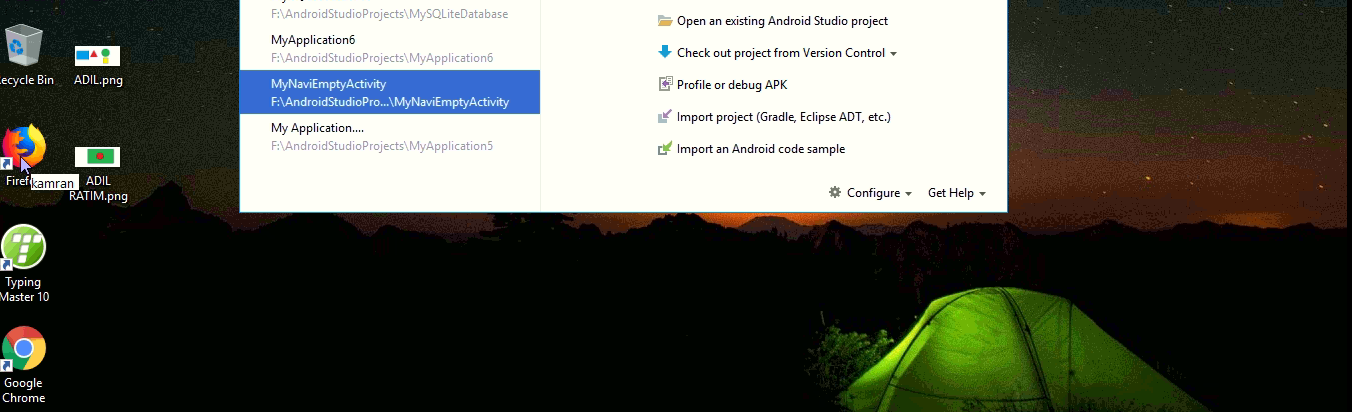 Recycle Bin
ADIL.png
Firef
kamran
ADIL
RATIM.png
Typing
Master 10
Google
Chrome
F:\AndroidStudioProjects\MySQLiteDatabase
MyApplication6
F:\AndroidStudioProjects\MyApplication6
MyNaviEmptyActivity
F:\AndroidStudioPro...\MyNaviEmptyActivity
My Application....
F:\AndroidStudioProjects\MyApplication5
Open an existing Android Studio project
Check out project from Version Control
Profile or debug APK
Import project (Gradle, Eclipse ADT, etc.)
Import an Android code sample
Configure
Get Help